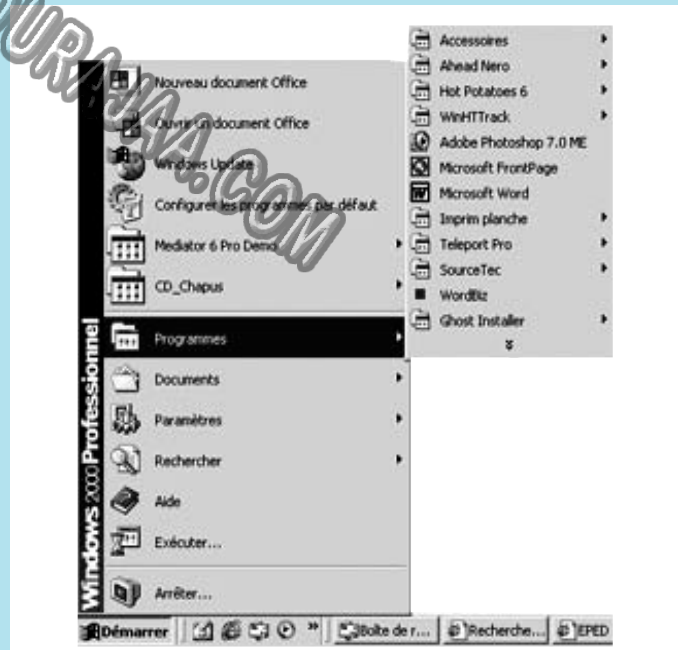 Nouveau document Office
Ouvrir un document Office
Windows Update
Configurer les programmes par défaut
Mediator 6 Pro Demo
CD_Chapus
Programmes
Documents
Paramètres
Rechercher
Aide
Exécuter...
Arrêter...
Windows 2000 Professionnel
Accessoires
Ahead Nero
Hot Potatoes 6
WinHTTrack
Adobe Photoshop 7.0 ME
Microsoft FrontPage
Microsoft Word
Imprim planche
Teleport Pro
SourceTec
WordBiz
Ghost Installer
Démarrer
Boîte de r...
Recherche...
EPED